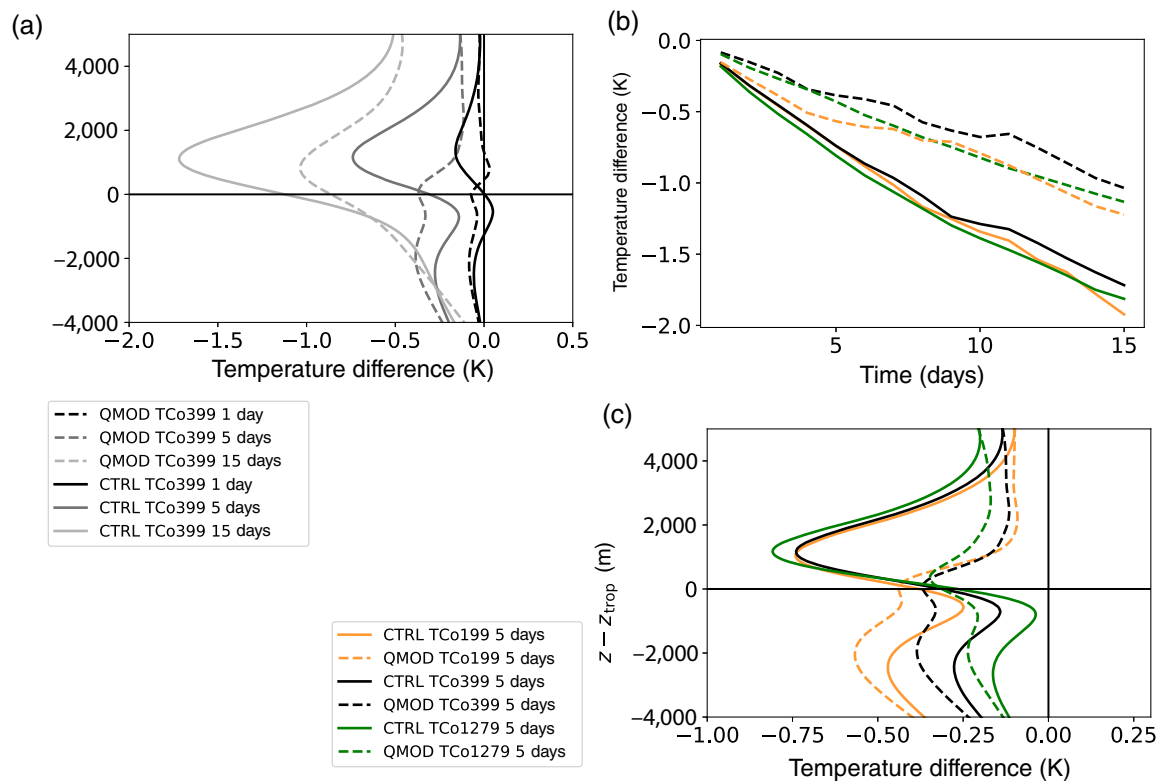 (a)
4,000
2,000
0
−2,000
−4,000
−2.0 −1.5 −1.0 −0.5 0.0 0.5
Temperature difference (K)
(b)
Temperature difference (K)
0.0
−0.5
−1.0
−1.5
−2.0
5 10 15
Time (days)
QMOD TCo399 1 day
QMOD TCo399 5 days
QMOD TCo399 15 days
CTRL TCo399 1 day
CTRL TCo399 5 days
CTRL TCo399 15 days
CTRL TCo199 5 days
QMOD TCo199 5 days
CTRL TCo399 5 days
QMOD TCo399 5 days
CTRL TCo1279 5 days
QMOD TCo1279 5 days
(c)
z − ztrop (m)
4,000
2,000
0
−2,000
−4,000
−1.00 −0.75 −0.50 −0.25 0.00 0.25
Temperature difference (K)